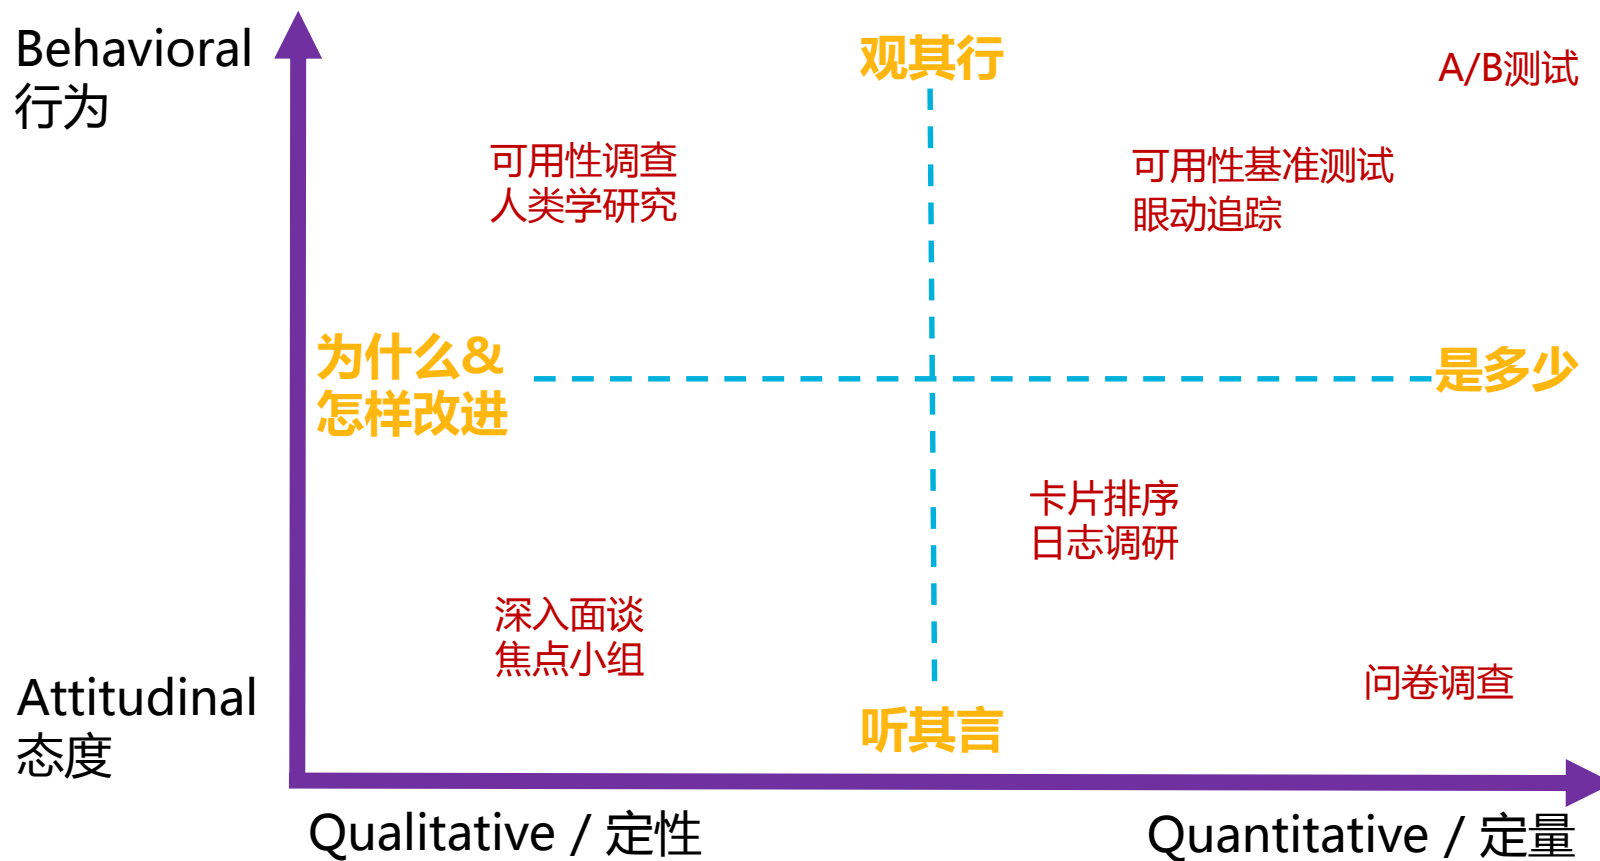 Behavioral
行为
观其行
A/B测试
可用性调查
人类学研究
可用性基准测试
眼动追踪
为什么&
怎样改进
是多少
卡片排序
日志调研
深入面谈
焦点小组
问卷调查
Attitudinal
态度
听其言
Qualitative / 定性
Quantitative / 定量